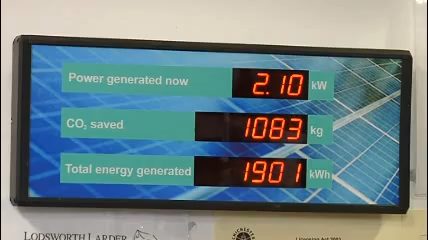 Power generated now 2.10 kW
CO₂ saved 1083 kg
Total energy generated 1901 kWh
LODSWORTH LARDER